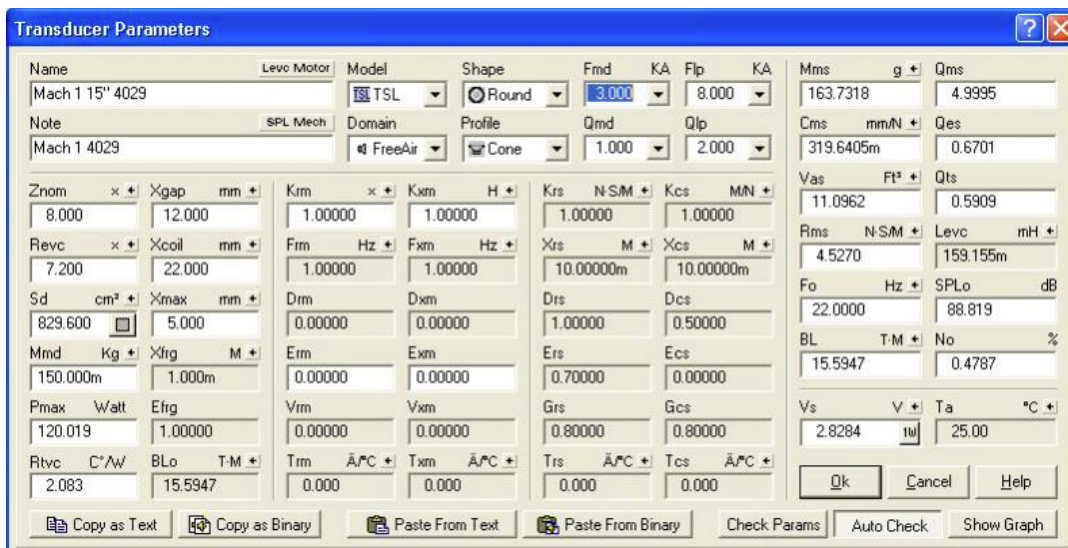 Transducer Parameters
Name Levc Motor Model Shape Fmd KA Flp KA Mms g Qms
Mach 1 15" 4029 TSL Round 3.000 8.000 163.7318 4.9995
Note SPL Mech Domain Profile Qmd Qlp Cms mm/N Qes
Mach 1 4029 FreeAir Cone 1.000 2.000 319.6405m 0.6701
Vas Ft³ Qts
11.0962 0.5909
Znom × Xgap mm Krm × Kxm H Krs N·S/M Kcs M/N
8.000 12.000 1.00000 1.00000 1.00000 1.00000
Rms N·S/M Levc mH
4.5270 159.155m
Revc × Xcoil mm Frm Hz Fxm Hz Xrs M Xcs M
7.200 22.000 1.00000 1.00000 10.00000m 10.00000m
Fo Hz SPLo dB
22.0000 88.819
Sd cm² Xmax mm Drm Dxm Drs Dcs
829.600 5.000 0.00000 0.00000 1.00000 0.50000
BL T·M No %
15.5947 0.4787
Mmd Kg Xfrg M Erm Exm Ers Ecs
150.000m 1.000m 0.00000 0.00000 0.70000 0.00000
Pmax Watt Efrg Vrm Vxm Grs Gcs Vs V Ta °C
120.019 1.00000 0.00000 0.00000 0.80000 0.80000 2.8284 1W 25.00
Rtvc C°/W BLo T·M Trm Ä/°C Txm Ä/°C Trs Ä/°C Tcs Ä/°C
2.083 15.5947 0.000 0.000 0.000 0.000 Ok Cancel Help
Copy as Text Copy as Binary Paste From Text Paste From Binary Check Params Auto Check Show Graph